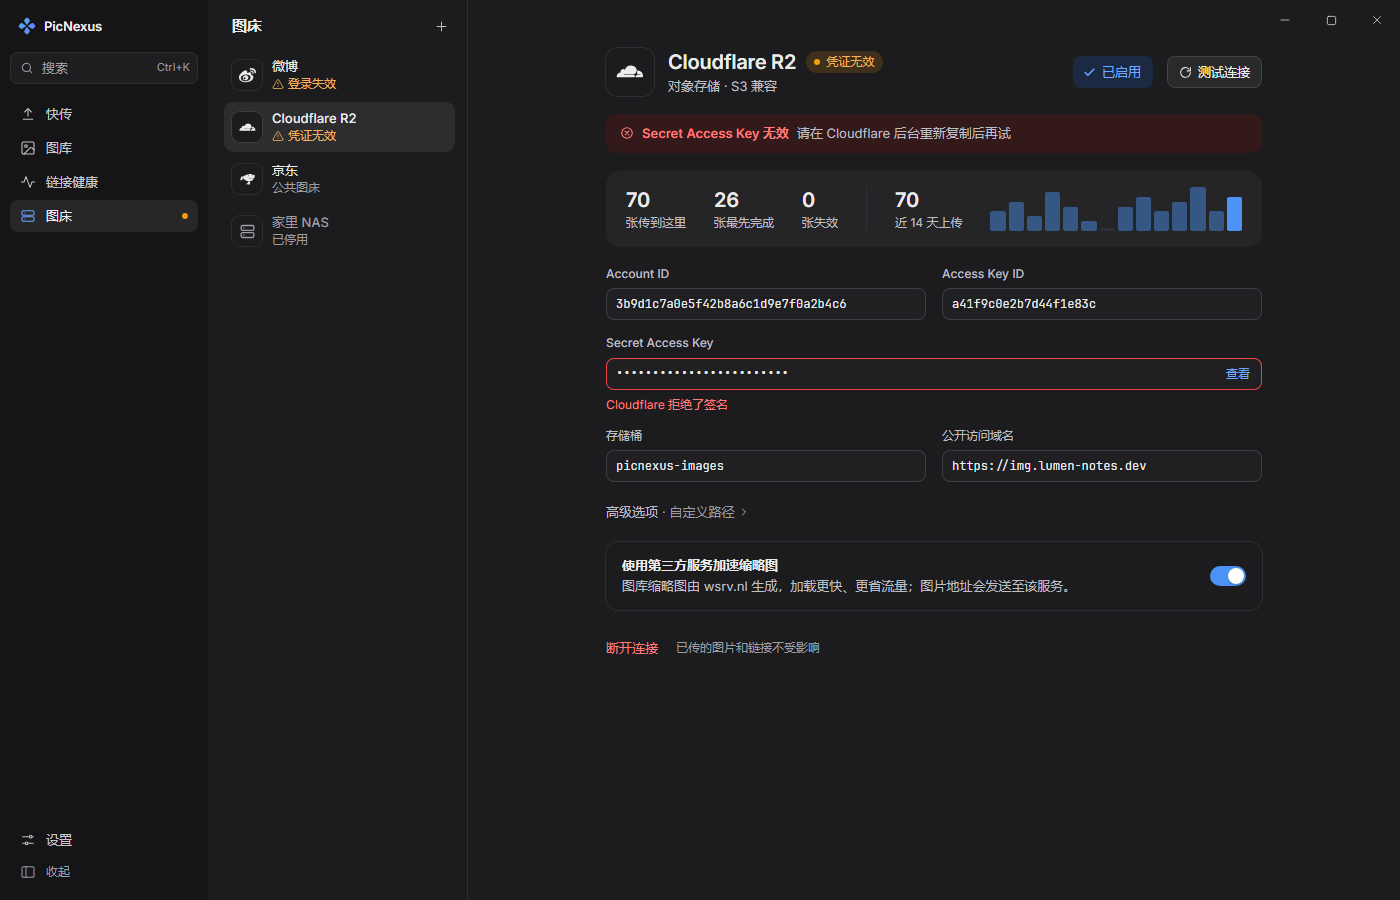 PicNexus
搜索 Ctrl+K
快传
图库
链接健康
图床
设置
收起
图床
微博
登录失效
Cloudflare R2
凭证无效
京东
公共图床
家里 NAS
已停用
Cloudflare R2 凭证无效
对象存储 · S3 兼容
已启用 测试连接
Secret Access Key 无效 请在 Cloudflare 后台重新复制后再试
70 26 0 70
张传到这里 张最先完成 张失效 近 14 天上传
Account ID Access Key ID
3b9d1c7a0e5f42b8a6c1d9e7f0a2b4c6 a41f9c0e2b7d44f1e83c
Secret Access Key
•••••••••••••••••••••••• 查看
Cloudflare 拒绝了签名
存储桶 公开访问域名
picnexus-images https://img.lumen-notes.dev
高级选项 · 自定义路径
使用第三方服务加速缩略图
图库缩略图由 wsrv.nl 生成，加载更快、更省流量；图片地址会发送至该服务。
断开连接 已传的图片和链接不受影响